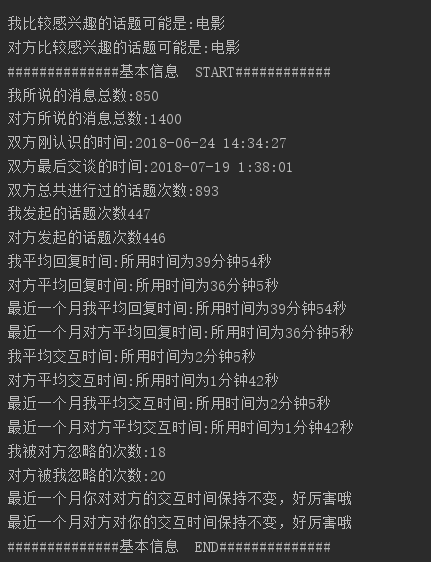 我比较感兴趣的话题可能是:电影
对方比较感兴趣的话题可能是:电影
##############基本信息  START############
我所说的消息总数:850
对方所说的消息总数:1400
双方刚认识的时间:2018-06-24 14:34:27
双方最后交谈的时间:2018-07-19 1:38:01
双方总共进行过的话题次数:893
我发起的话题次数447
对方发起的话题次数446
我平均回复时间:所用时间为39分钟54秒
对方平均回复时间:所用时间为36分钟5秒
最近一个月我平均回复时间:所用时间为39分钟54秒
最近一个月对方平均回复时间:所用时间为36分钟5秒
我平均交互时间:所用时间为2分钟5秒
对方平均交互时间:所用时间为1分钟42秒
最近一个月我平均交互时间:所用时间为2分钟5秒
最近一个月对方平均交互时间:所用时间为1分钟42秒
我被对方忽略的次数:18
对方被我忽略的次数:20
最近一个月你对对方的交互时间保持不变，好厉害哦
最近一个月对方对你的交互时间保持不变，好厉害哦
##############基本信息  END##############